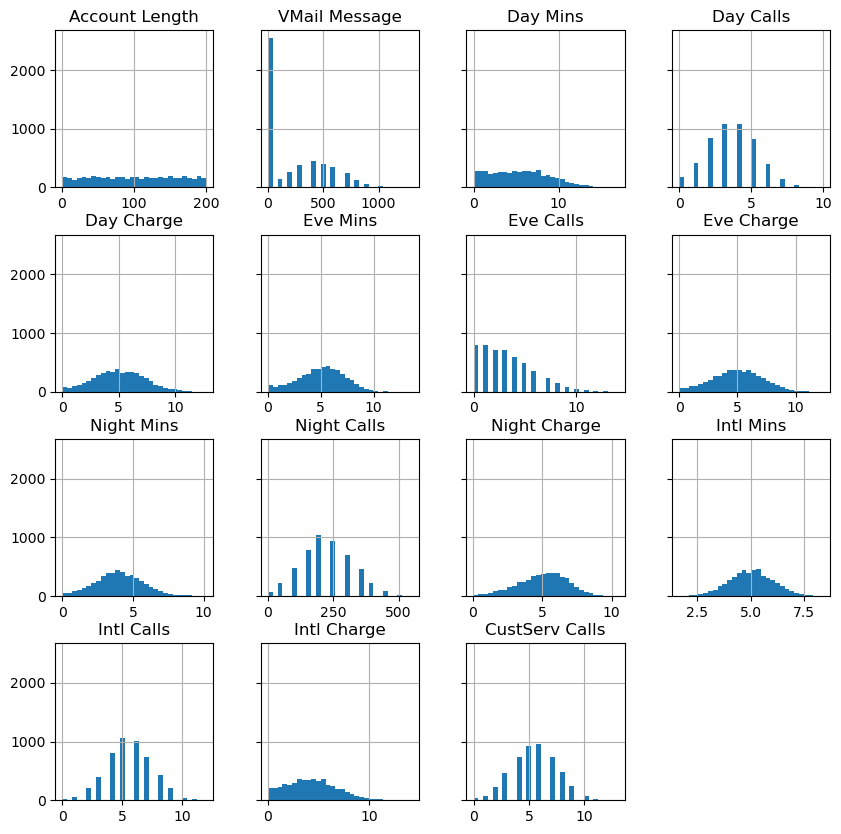 Account Length VMail Message Day Mins Day Calls
2000
1000
0
0 100 200 0 500 1000 0 10 0 5 10
Day Charge Eve Mins Eve Calls Eve Charge
2000
1000
0
0 5 10 0 5 10 0 10 0 5 10
Night Mins Night Calls Night Charge Intl Mins
2000
1000
0
0 5 10 0 250 500 0 5 10 2.5 5.0 7.5
Intl Calls Intl Charge CustServ Calls
2000
1000
0
0 5 10 0 10 0 5 10